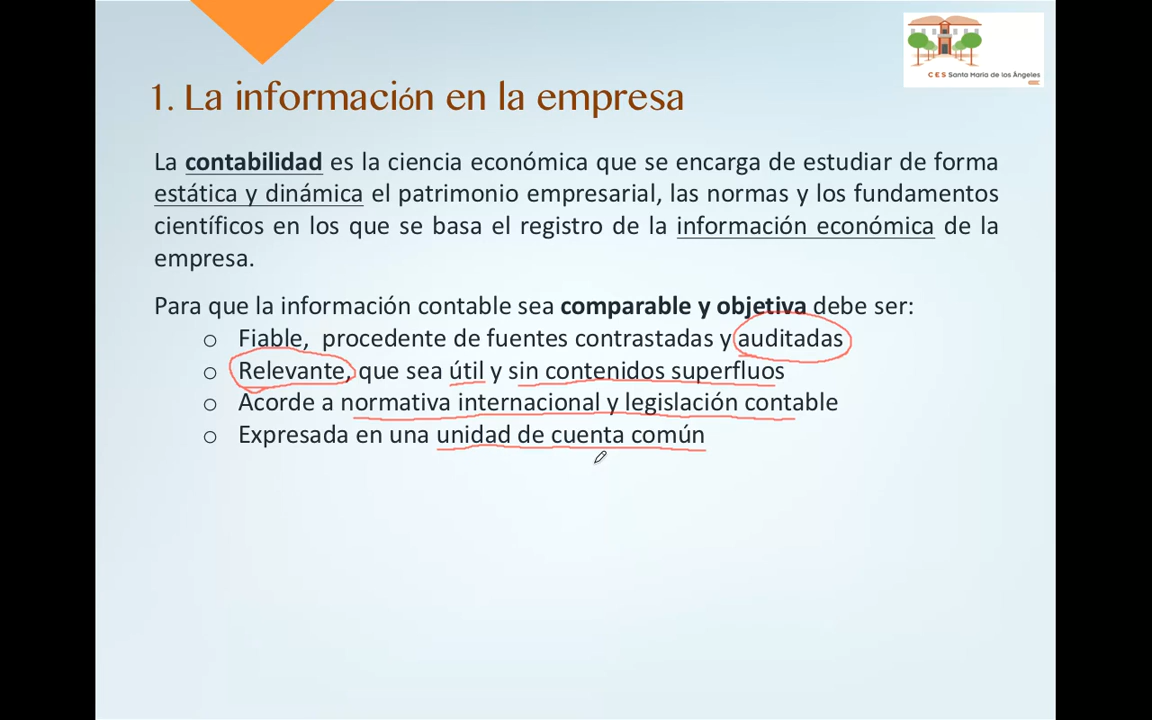 CES Santa María de los Ángeles
1. La información en la empresa
La contabilidad es la ciencia económica que se encarga de estudiar de forma
estática y dinámica el patrimonio empresarial, las normas y los fundamentos
científicos en los que se basa el registro de la información económica de la
empresa.
Para que la información contable sea comparable y objetiva debe ser:
o Fiable, procedente de fuentes contrastadas y auditadas
o Relevante, que sea útil y sin contenidos superfluos
o Acorde a normativa internacional y legislación contable
o Expresada en una unidad de cuenta común